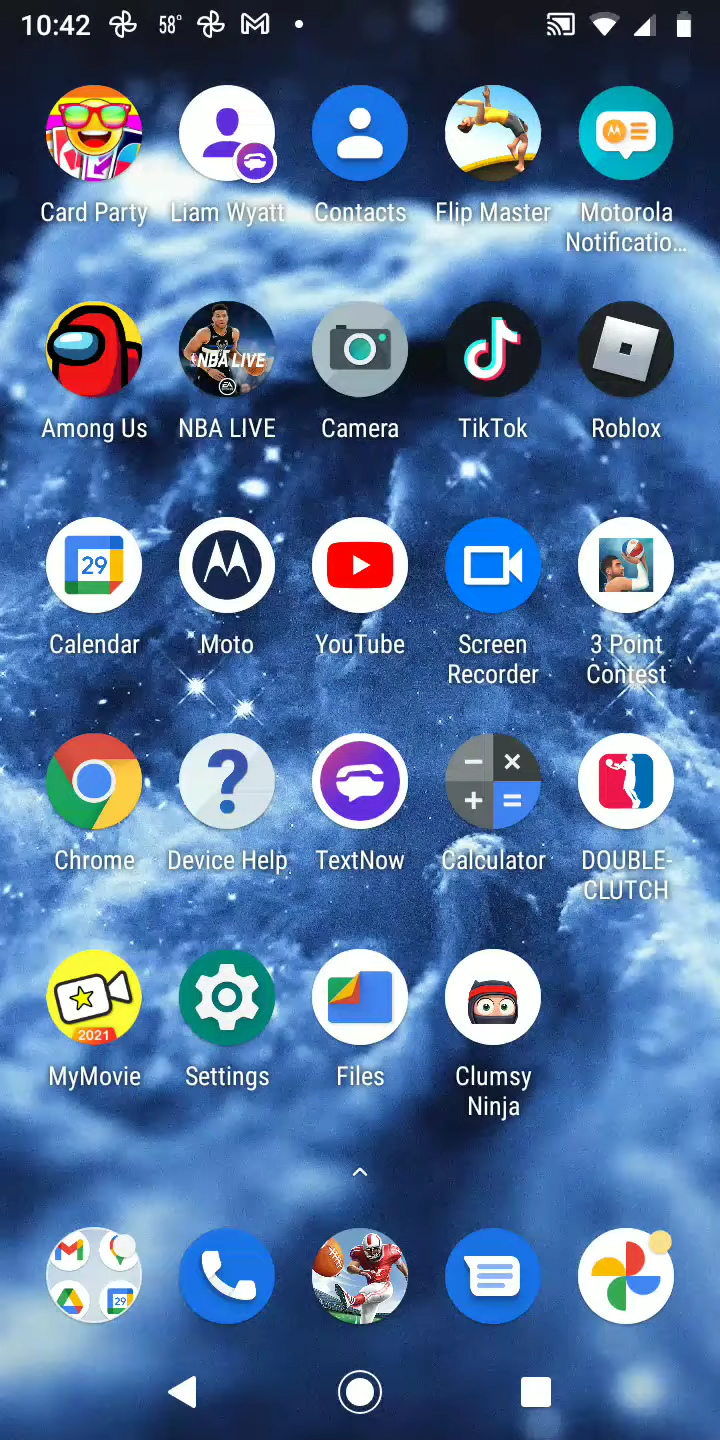 10:42 58°
Card Party Liam Wyatt Contacts Flip Master Motorola
Notificatio...
NBA LIVE
EA
Among Us NBA LIVE Camera TikTok Roblox
29
Calendar Moto YouTube Screen
Recorder 3 Point
Contest
Chrome Device Help TextNow Calculator DOUBLE-
CLUTCH
2021
MyMovie Settings Files Clumsy
Ninja
29